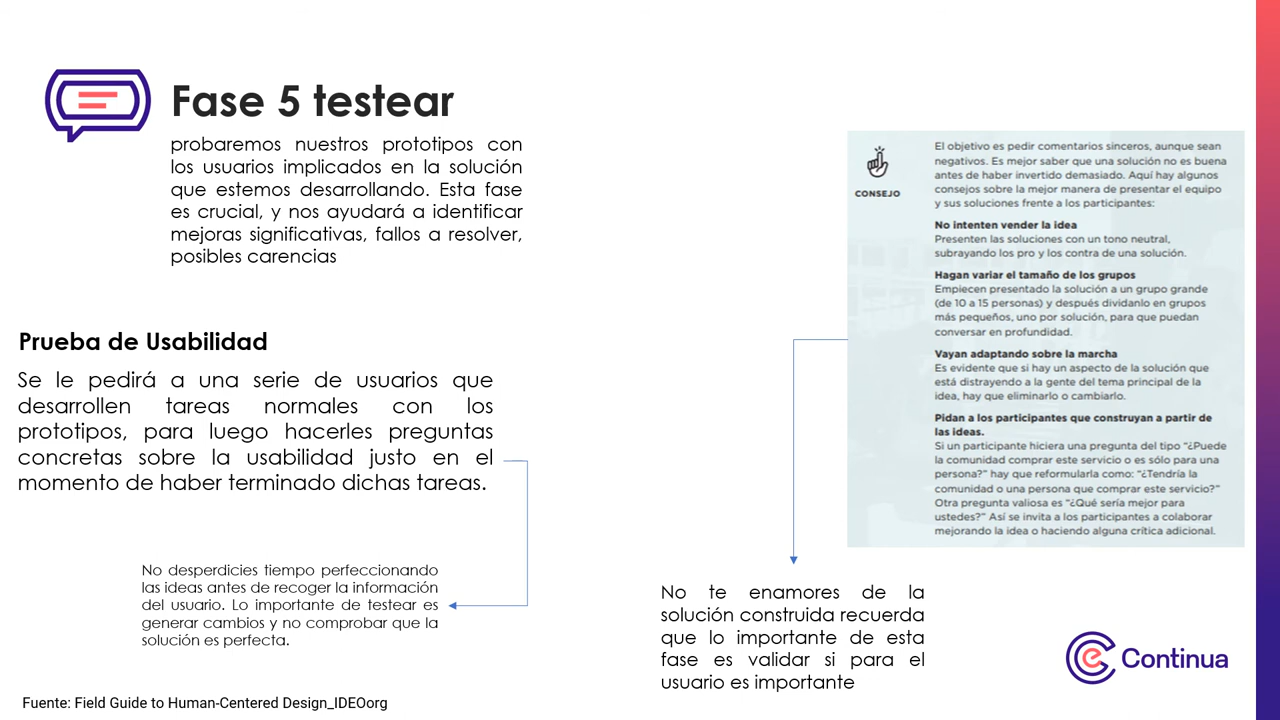 Fase 5 testear
probaremos nuestros prototipos con
los usuarios implicados en la solución
que estemos desarrollando. Esta fase
es crucial, y nos ayudará a identificar
mejoras significativas, fallos a resolver,
posibles carencias
Prueba de Usabilidad
Se le pedirá a una serie de usuarios que
desarrollen tareas normales con los
prototipos, para luego hacerles preguntas
concretas sobre la usabilidad justo en el
momento de haber terminado dichas tareas.
No desperdicies tiempo perfeccionando
las ideas antes de recoger la información
del usuario. Lo importante de testear es
generar cambios y no comprobar que la
solución es perfecta.
CONSEJO
El objetivo es pedir comentarios sinceros, aunque sean
negativos. Es mejor saber que una solución no es buena
antes de haber invertido demasiado. Aquí hay algunos
consejos sobre la mejor manera de presentar el equipo
y sus soluciones frente a los participantes:
No intenten vender la idea
Presenten las soluciones con un tono neutral,
subrayando los pro y los contra de una solución.
Hagan variar el tamaño de los grupos
Empiecen presentado la solución a un grupo grande
(de 10 a 15 personas) y después dividanlo en grupos
más pequeños, uno por solución, para que puedan
conversar en profundidad.
Vayan adaptando sobre la marcha
Es evidente que si hay un aspecto de la solución que
está distrayendo a la gente del tema principal de la
idea, hay que eliminarlo o cambiarlo.
Pidan a los participantes que construyan a partir de
las ideas.
Si un participante hiciera una pregunta del tipo “¿Puede
la comunidad comprar este servicio o es sólo para una
persona?” hay que reformularla como: “¿Tendría la
comunidad o una persona que comprar este servicio?”
Otra pregunta valiosa es “¿Qué sería mejor para
ustedes?” Así se invita a los participantes a colaborar
mejorando la idea o haciendo alguna crítica adicional.
No te enamores de la
solución construida recuerda
que lo importante de esta
fase es validar si para el
usuario es importante
Continua
Fuente: Field Guide to Human-Centered Design_IDEOorg